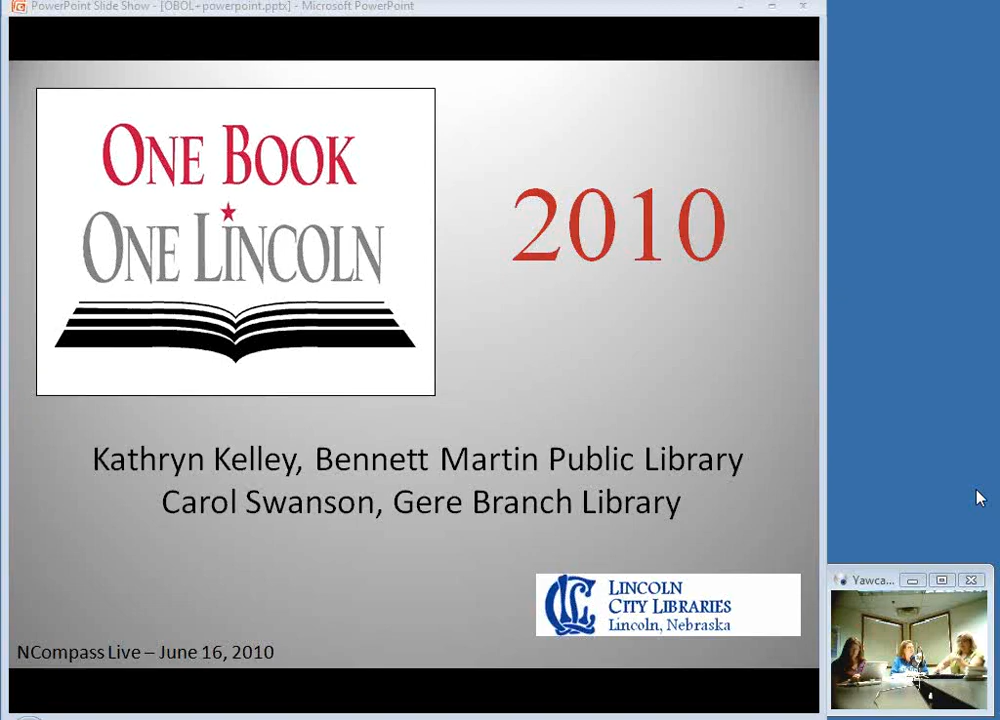 PowerPoint Slide Show - [OBOL+powerpoint.pptx] - Microsoft PowerPoint
ONE BOOK
ONE LINCOLN
2010
Kathryn Kelley, Bennett Martin Public Library
Carol Swanson, Gere Branch Library
LINCOLN
CITY LIBRARIES
Lincoln, Nebraska
NCompass Live – June 16, 2010
Yawca...